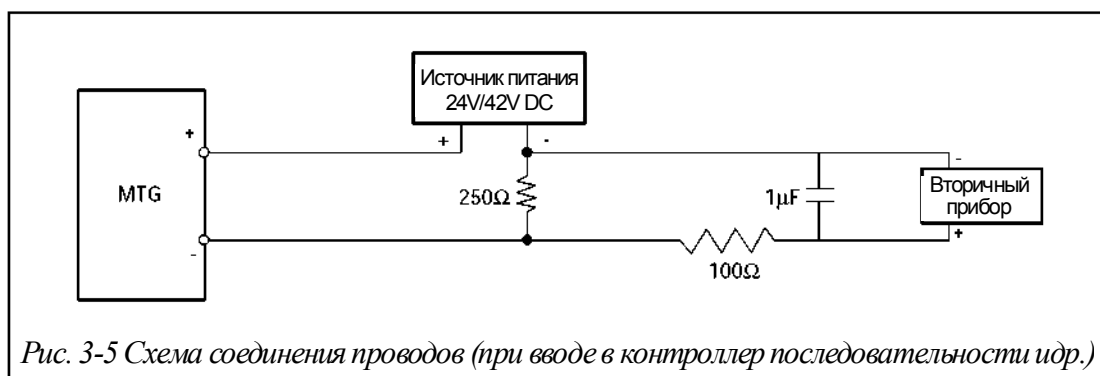 Источник питания
24V/42V DC
+
+
-
-
MTG
250Ω
1µF
Вторичный
прибор
-
+
100Ω
Рис. 3-5 Схема соединения проводов (при вводе в контроллер последовательности идр.)